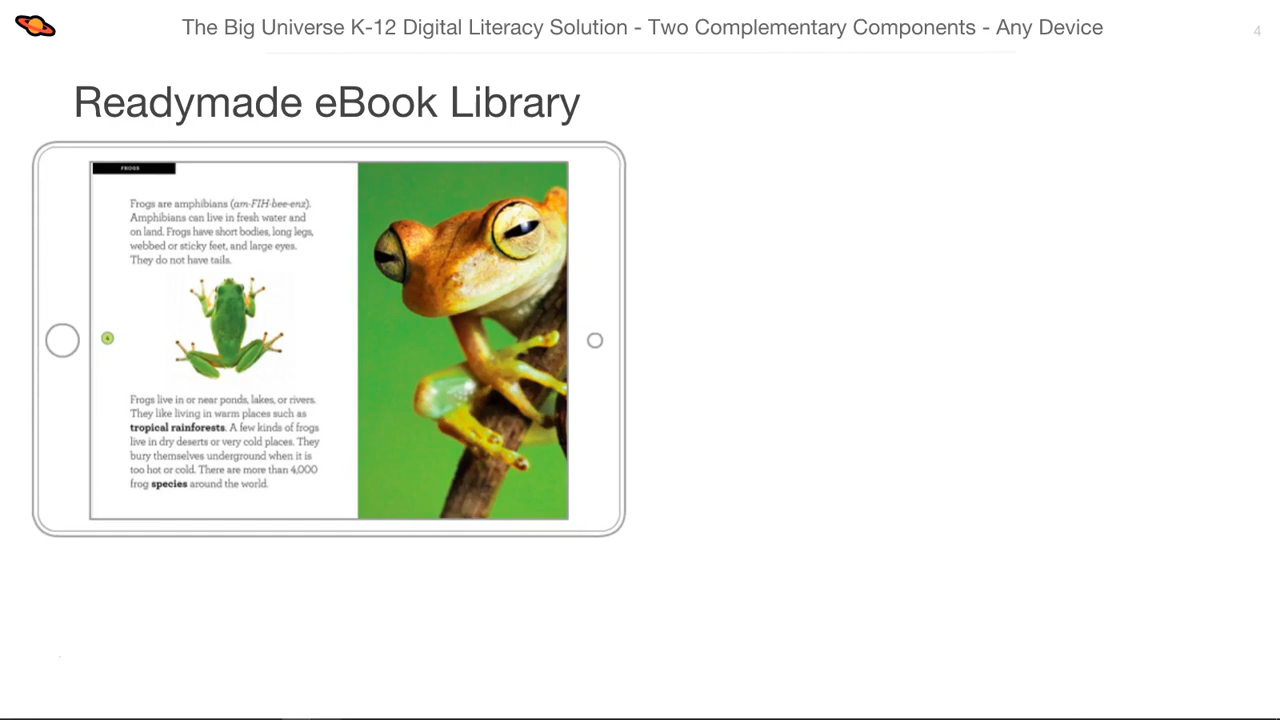 The Big Universe K-12 Digital Literacy Solution - Two Complementary Components - Any Device
4
Readymade eBook Library
FROGS
Frogs are amphibians (am-FIH-bee-enz).
Amphibians can live in fresh water and
on land. Frogs have short bodies, long legs,
webbed or sticky feet, and large eyes.
They do not have tails.
4
Frogs live in or near ponds, lakes, or rivers.
They like living in warm places such as
tropical rainforests. A few kinds of frogs
live in dry deserts or very cold places. They
bury themselves underground when it is
too hot or cold. There are more than 4,000
frog species around the world.